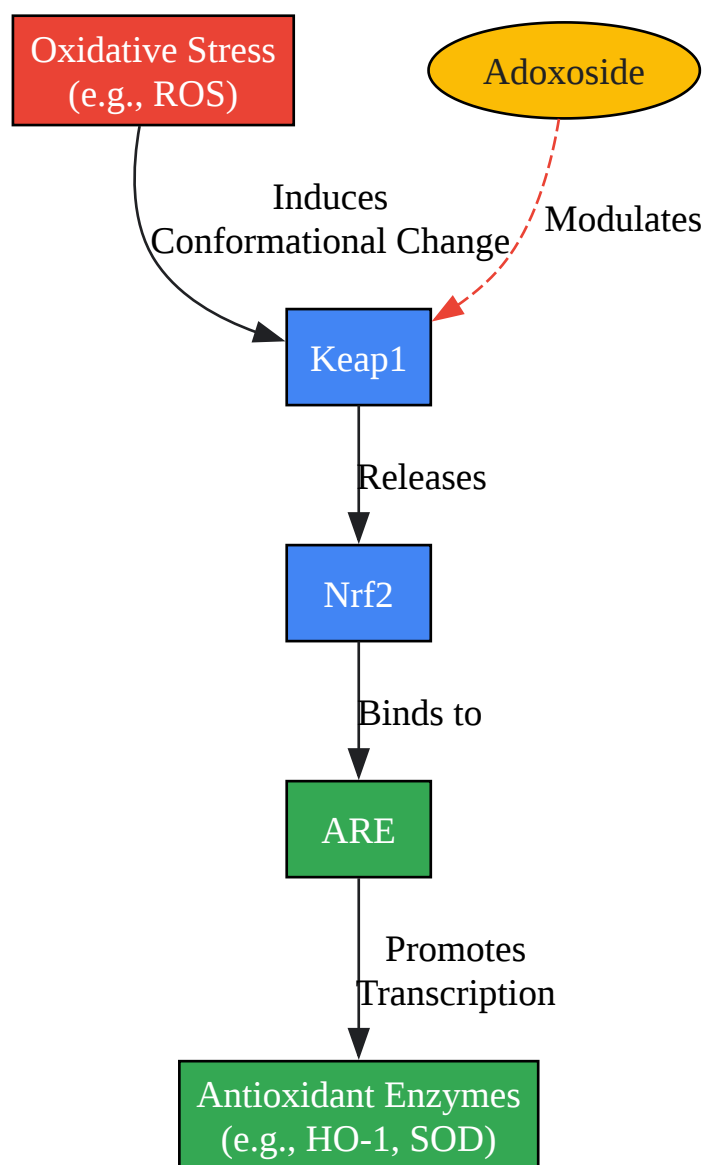 Oxidative Stress
(e.g., ROS)
Adoxoside
Induces
Conformational Change
Modulates
Keap1
Releases
Nrf2
Binds to
ARE
Promotes
Transcription
Antioxidant Enzymes
(e.g., HO-1, SOD)